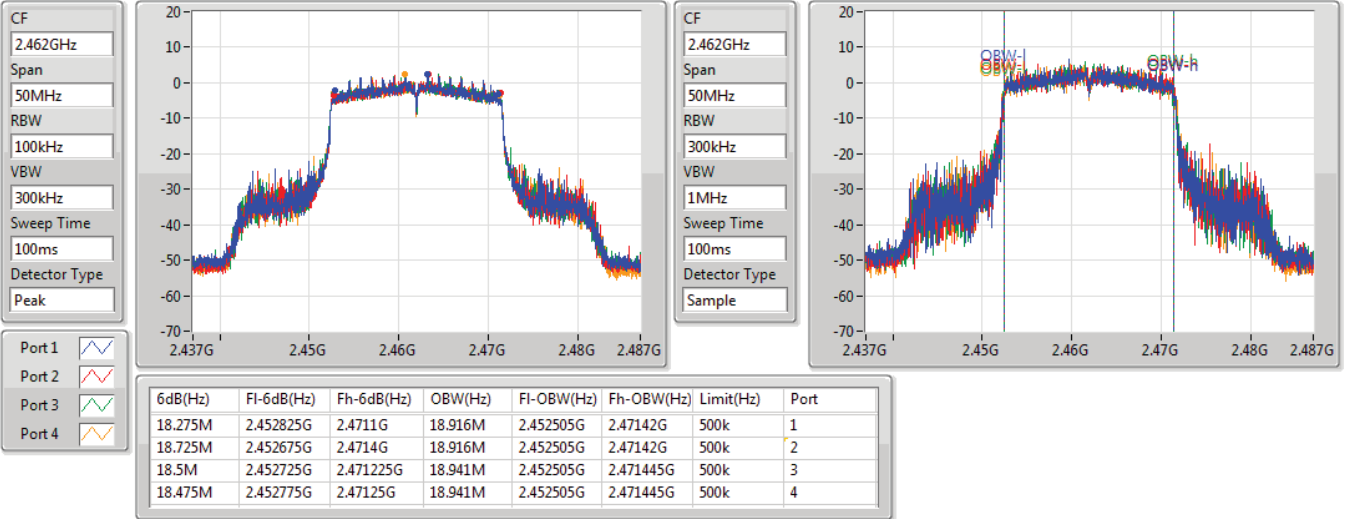 CF
2.462GHz
Span
50MHz
RBW
100kHz
VBW
300kHz
Sweep Time
100ms
Detector Type
Peak
20
10
0
-10
-20
-30
-40
-50
-60
-70
2.437G 2.45G 2.46G 2.47G 2.48G 2.487G
CF
2.462GHz
Span
50MHz
RBW
300kHz
VBW
1MHz
Sweep Time
100ms
Detector Type
Sample
20
10
0
-10
-20
-30
-40
-50
-60
-70
OBW-l OBW-h
2.437G 2.45G 2.46G 2.47G 2.48G 2.487G
Port 1
Port 2
Port 3
Port 4
6dB(Hz) Fl-6dB(Hz) Fh-6dB(Hz) OBW(Hz) Fl-OBW(Hz) Fh-OBW(Hz) Limit(Hz) Port
18.275M 2.452825G 2.4711G 18.916M 2.452505G 2.47142G 500k 1
18.725M 2.452675G 2.4714G 18.916M 2.452505G 2.47142G 500k 2
18.5M 2.452725G 2.471225G 18.941M 2.452505G 2.471445G 500k 3
18.475M 2.452775G 2.47125G 18.941M 2.452505G 2.471445G 500k 4